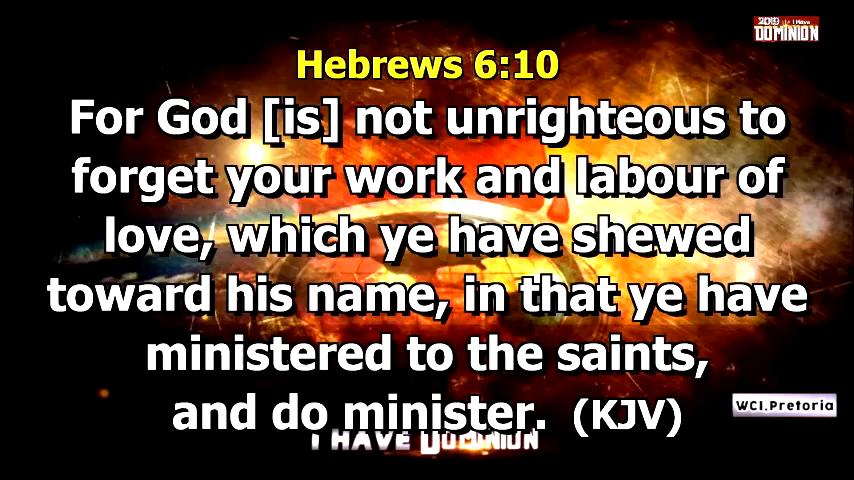 2019 I Have
DOMINION
Hebrews 6:10
For God [is] not unrighteous to
forget your work and labour of
love, which ye have shewed
toward his name, in that ye have
ministered to the saints,
and do minister. (KJV)
WCI.Pretoria
I HAVE DOMINION